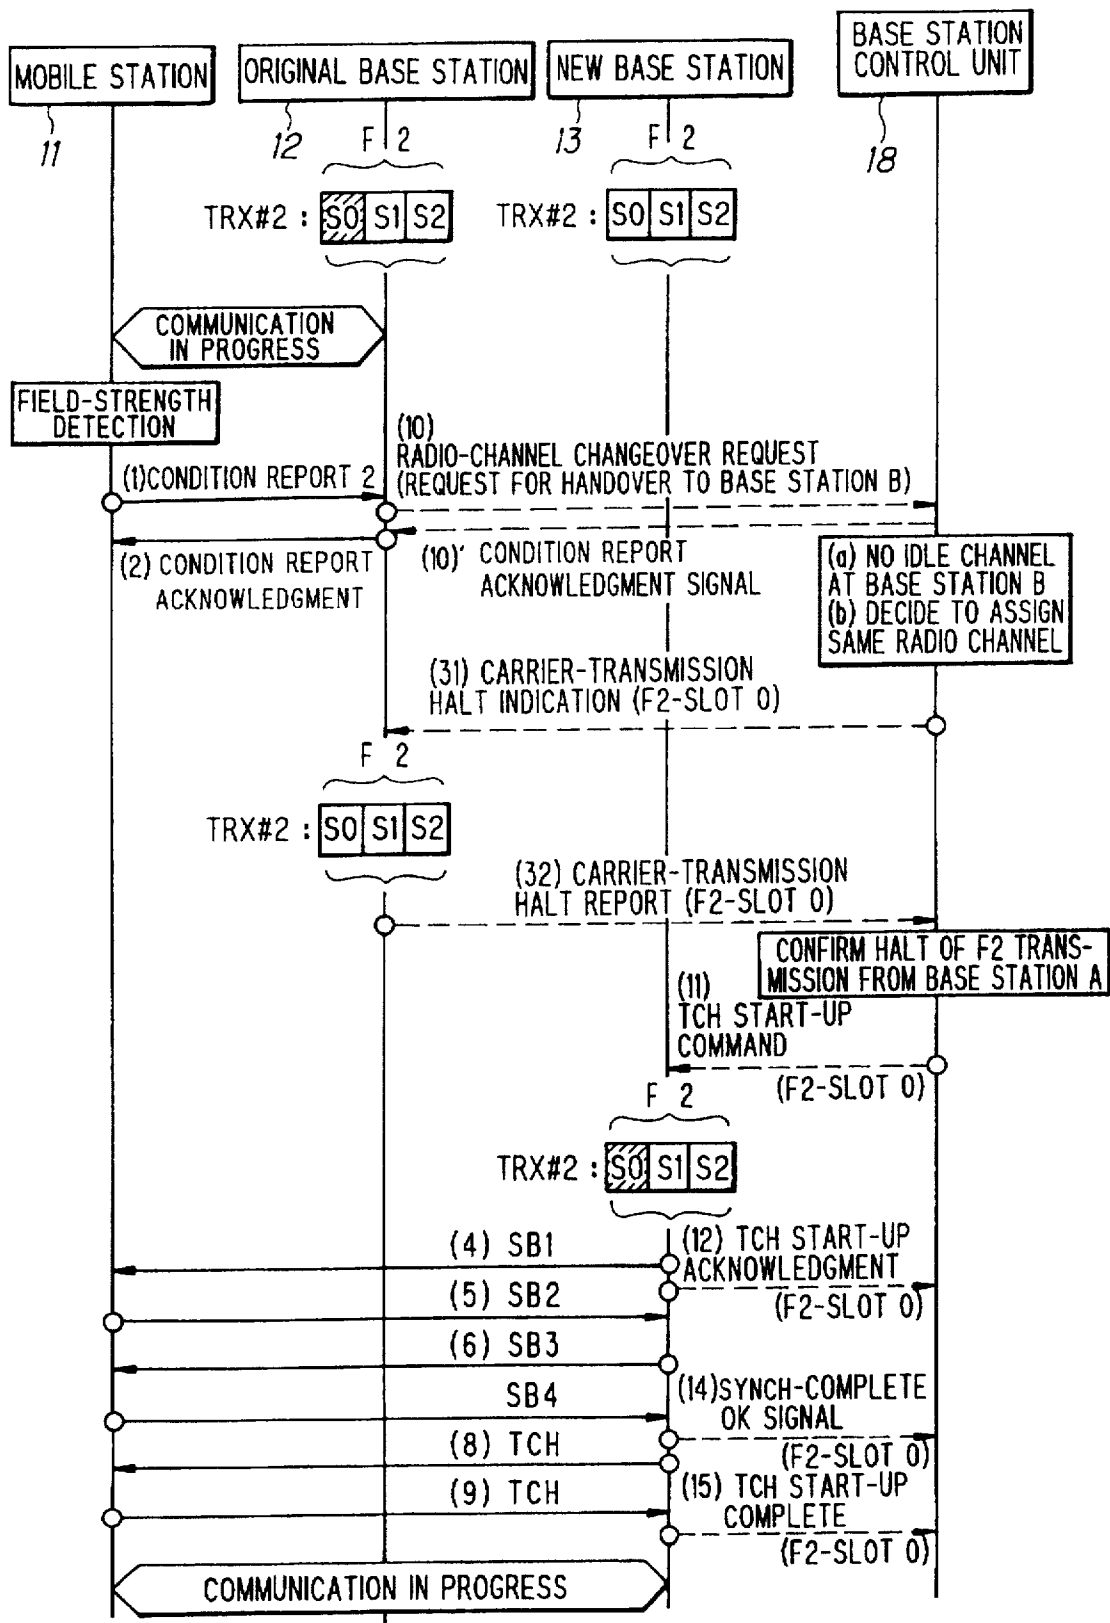 MOBILE STATION
ORIGINAL BASE STATION
NEW BASE STATION
BASE STATION
CONTROL UNIT
11
12
13
18
F 2
F 2
TRX#2 : S0 S1 S2
TRX#2 : S0 S1 S2
COMMUNICATION
IN PROGRESS
FIELD-STRENGTH
DETECTION
(10)
RADIO-CHANNEL CHANGEOVER REQUEST
(REQUEST FOR HANDOVER TO BASE STATION B)
(1)CONDITION REPORT 2
(2) CONDITION REPORT
ACKNOWLEDGMENT
(10)' CONDITION REPORT
ACKNOWLEDGMENT SIGNAL
(a) NO IDLE CHANNEL
AT BASE STATION B
(b) DECIDE TO ASSIGN
SAME RADIO CHANNEL
(31) CARRIER-TRANSMISSION
HALT INDICATION (F2-SLOT 0)
F 2
TRX#2 : S0 S1 S2
(32) CARRIER-TRANSMISSION
HALT REPORT (F2-SLOT 0)
CONFIRM HALT OF F2 TRANS-
MISSION FROM BASE STATION A
(11)
TCH START-UP
COMMAND
(F2-SLOT 0)
F 2
TRX#2 : S0 S1 S2
(4) SB1
(12) TCH START-UP
ACKNOWLEDGMENT
(F2-SLOT 0)
(5) SB2
(6) SB3
SB4
(14)SYNCH-COMPLETE
OK SIGNAL
(F2-SLOT 0)
(8) TCH
(9) TCH
(15) TCH START-UP
COMPLETE
(F2-SLOT 0)
COMMUNICATION IN PROGRESS